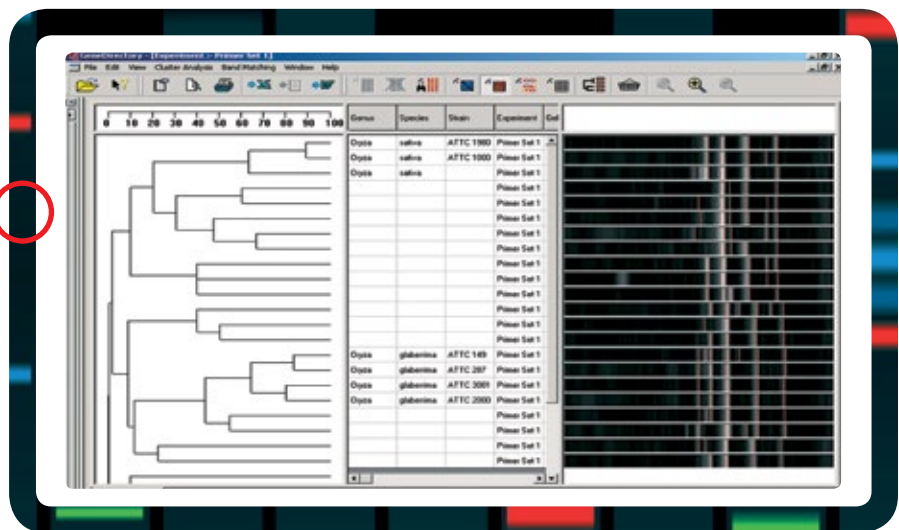 GeneDirectory - [Experiment :- Primer Set 1]
File Edit View Cluster Analysis Band Matching Window Help
0 10 20 30 40 50 60 70 80 90 100
Genus Species Strain Experiment Gel
Oryza sativa ATTC 1980 Primer Set 1
Oryza sativa ATTC 1000 Primer Set 1
Oryza sativa Primer Set 1
Primer Set 1
Primer Set 1
Primer Set 1
Primer Set 1
Primer Set 1
Primer Set 1
Primer Set 1
Primer Set 1
Primer Set 1
Primer Set 1
Primer Set 1
Oryza glaberrima ATTC 149 Primer Set 1
Oryza glaberrima ATTC 287 Primer Set 1
Oryza glaberrima ATTC 3001 Primer Set 1
Oryza glaberrima ATTC 2000 Primer Set 1
Primer Set 1
Primer Set 1
Primer Set 1
Primer Set 1